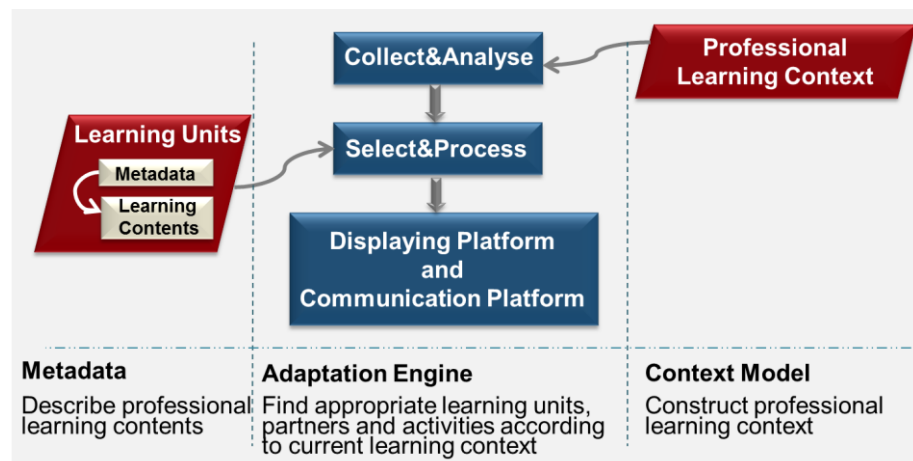 Collect&Analyse
Professional
Learning Context
Learning Units
Metadata
Learning
Contents
Select&Process
Displaying Platform
and
Communication Platform
Metadata
Describe professional
learning contents
Adaptation Engine
Find appropriate learning units,
partners and activities according
to current learning context
Context Model
Construct professional
learning context